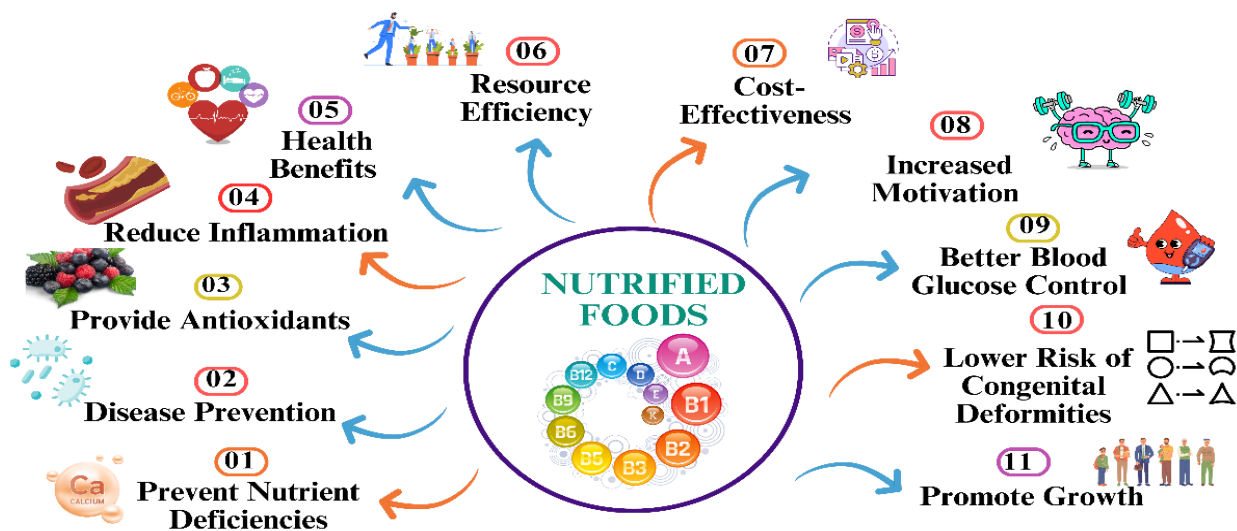 NUTRIFIED
FOODS
A
B1
B2
B3
B5
B6
B9
B12
C
D
E
K
01
Prevent Nutrient
Deficiencies
Ca
CALCIUM
02
Disease Prevention
03
Provide Antioxidants
04
Reduce Inflammation
05
Health
Benefits
06
Resource
Efficiency
07
Cost-
Effectiveness
08
Increased
Motivation
09
Better Blood
Glucose Control
10
Lower Risk of
Congenital
Deformities
11
Promote Growth